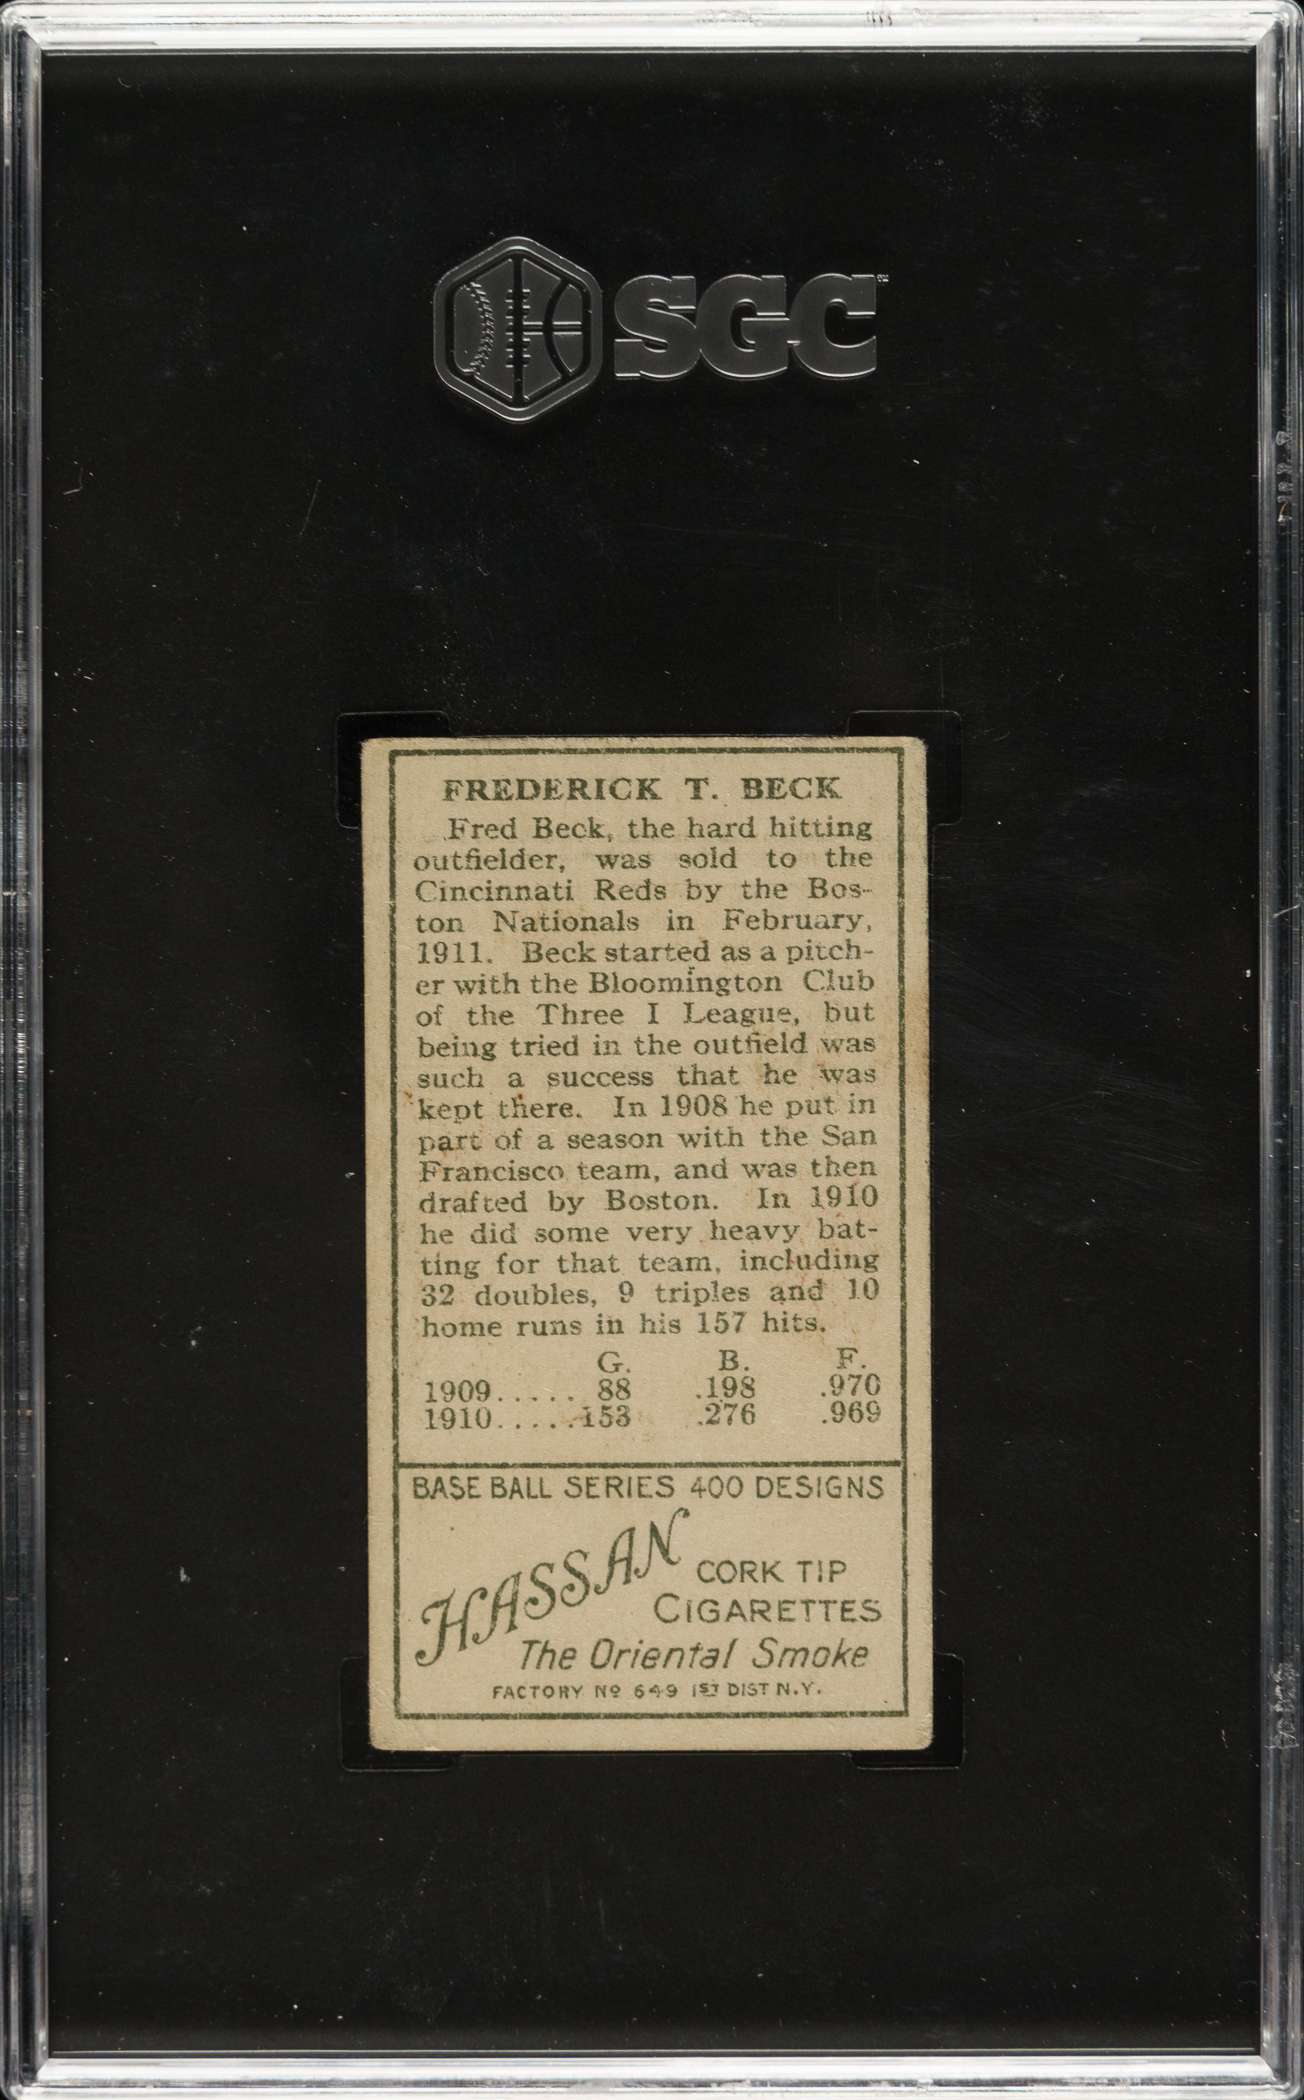 SGC™
FREDERICK T. BECK
Fred Beck, the hard hitting
outfielder, was sold to the
Cincinnati Reds by the Bos-
ton Nationals in February,
1911. Beck started as a pitch-
er with the Bloomington Club
of the Three I League, but
being tried in the outfield was
such a success that he was
kept there. In 1908 he put in
part of a season with the San
Francisco team, and was then
drafted by Boston. In 1910
he did some very heavy bat-
ting for that team, including
32 doubles, 9 triples and 10
home runs in his 157 hits.
G. B. F.
1909..... 88 .198 .970
1910.....153 .276 .969
BASE BALL SERIES 400 DESIGNS
HASSAN CORK TIP
CIGARETTES
The Oriental Smoke
FACTORY Nº 649 1ST DIST N.Y.